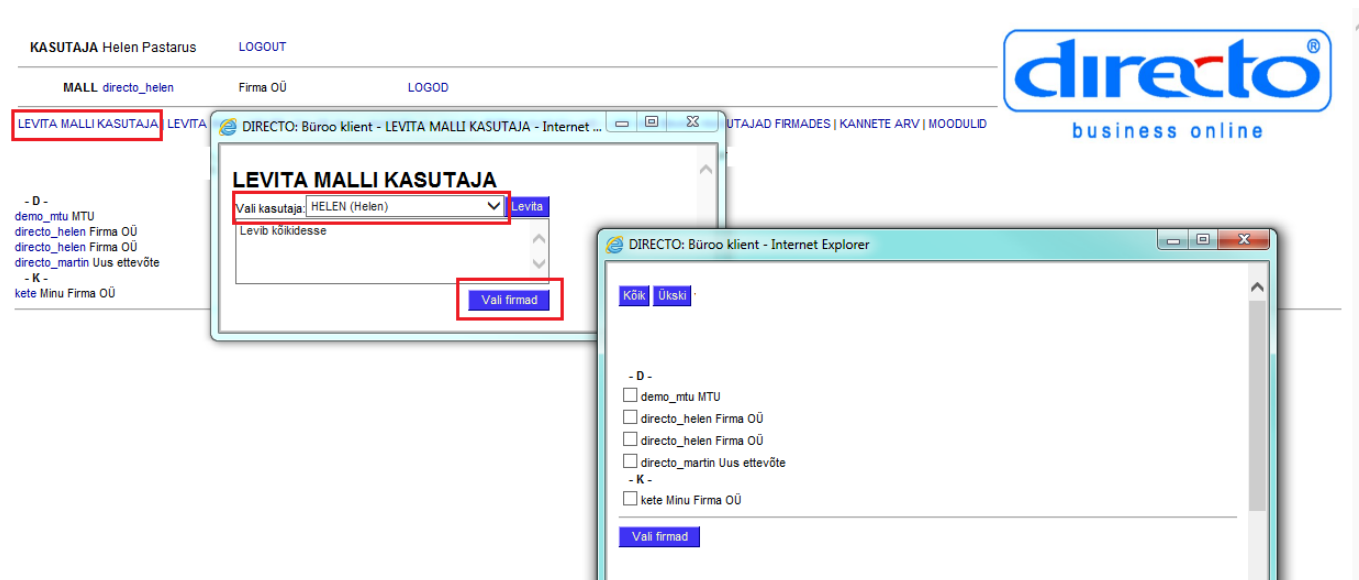 KASUTAJA Helen Pastarus LOGOUT
MALL directo_helen Firma OÜ LOGOD
directo ®
business online
LEVITA MALLI KASUTAJA | LEVITA
UTAJAD FIRMADES | KANNETE ARV | MOODULID
- D -
demo_mtu MTU
directo_helen Firma OÜ
directo_helen Firma OÜ
directo_martin Uus ettevõte
- K -
kete Minu Firma OÜ
DIRECTO: Büroo klient - LEVITA MALLI KASUTAJA - Internet ...
LEVITA MALLI KASUTAJA
Vali kasutaja: HELEN (Helen) Levita
Levib kõikidesse
Vali firmad
DIRECTO: Büroo klient - Internet Explorer
Kõik Ükski
- D -
demo_mtu MTU
directo_helen Firma OÜ
directo_helen Firma OÜ
directo_martin Uus ettevõte
- K -
kete Minu Firma OÜ
Vali firmad